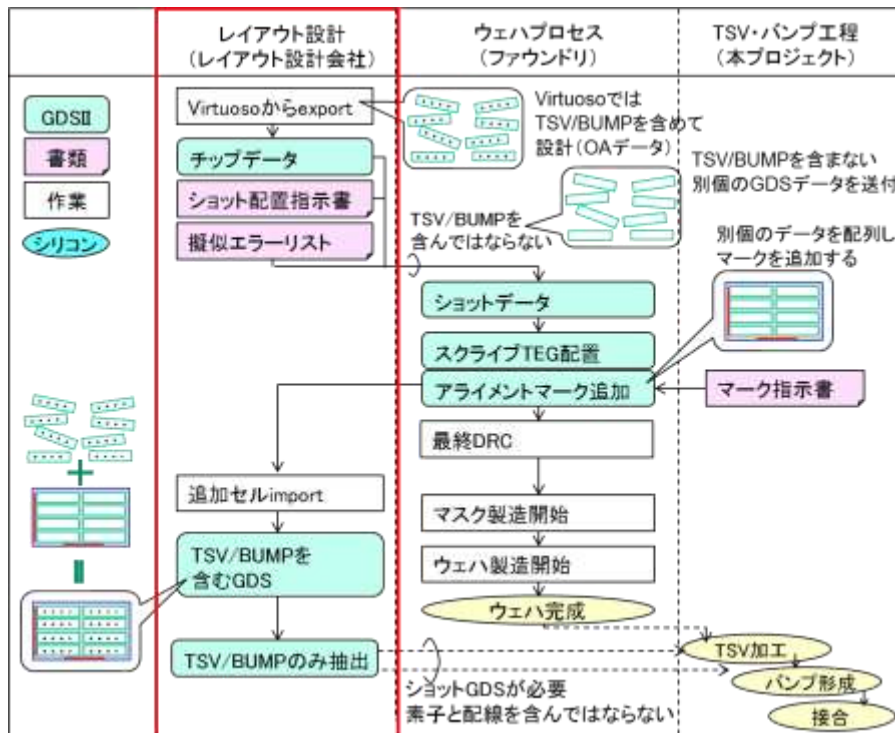 レイアウト設計
(レイアウト設計会社)
ウェハプロセス
(ファウンドリ)
TSV・バンプ工程
(本プロジェクト)
GDSⅡ
書類
作業
シリコン
Virtuosoからexport
チップデータ
ショット配置指示書
擬似エラーリスト
Virtuosoでは
TSV/BUMPを含めて
設計(OAデータ)
TSV/BUMPを含まない
別個のGDSデータを送付
TSV/BUMPを
含んではならない
別個のデータを配列し
マークを追加する
ショットデータ
スクライブTEG配置
アライメントマーク追加
マーク指示書
最終DRC
追加セルimport
マスク製造開始
TSV/BUMPを
含むGDS
ウェハ製造開始
ウェハ完成
TSV/BUMPのみ抽出
TSV加工
バンプ形成
接合
ショットGDSが必要
素子と配線を含んではならない